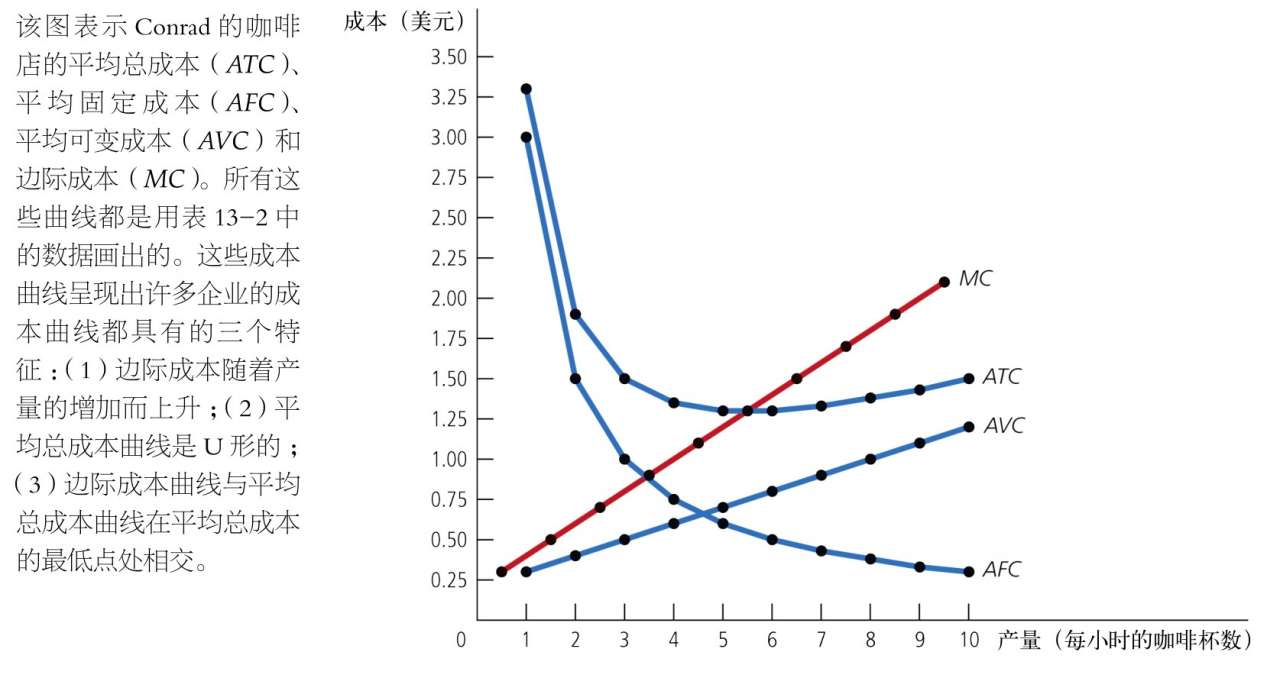 该图表示 Conrad 的咖啡
店的平均总成本（ATC）、
平均固定成本（AFC）、
平均可变成本（AVC）和
边际成本（MC）。所有这
些曲线都是用表 13-2 中
的数据画出的。这些成本
曲线呈现出许多企业的成
本曲线都具有的三个特
征：（1）边际成本随着产
量的增加而上升；（2）平
均总成本曲线是 U 形的；
（3）边际成本曲线与平均
总成本曲线在平均总成本
的最低点处相交。
成本（美元）
3.50
3.25
3.00
2.75
2.50
2.25
2.00
1.75
1.50
1.25
1.00
0.75
0.50
0.25
MC
ATC
AVC
AFC
0 1 2 3 4 5 6 7 8 9 10 产量（每小时的咖啡杯数）